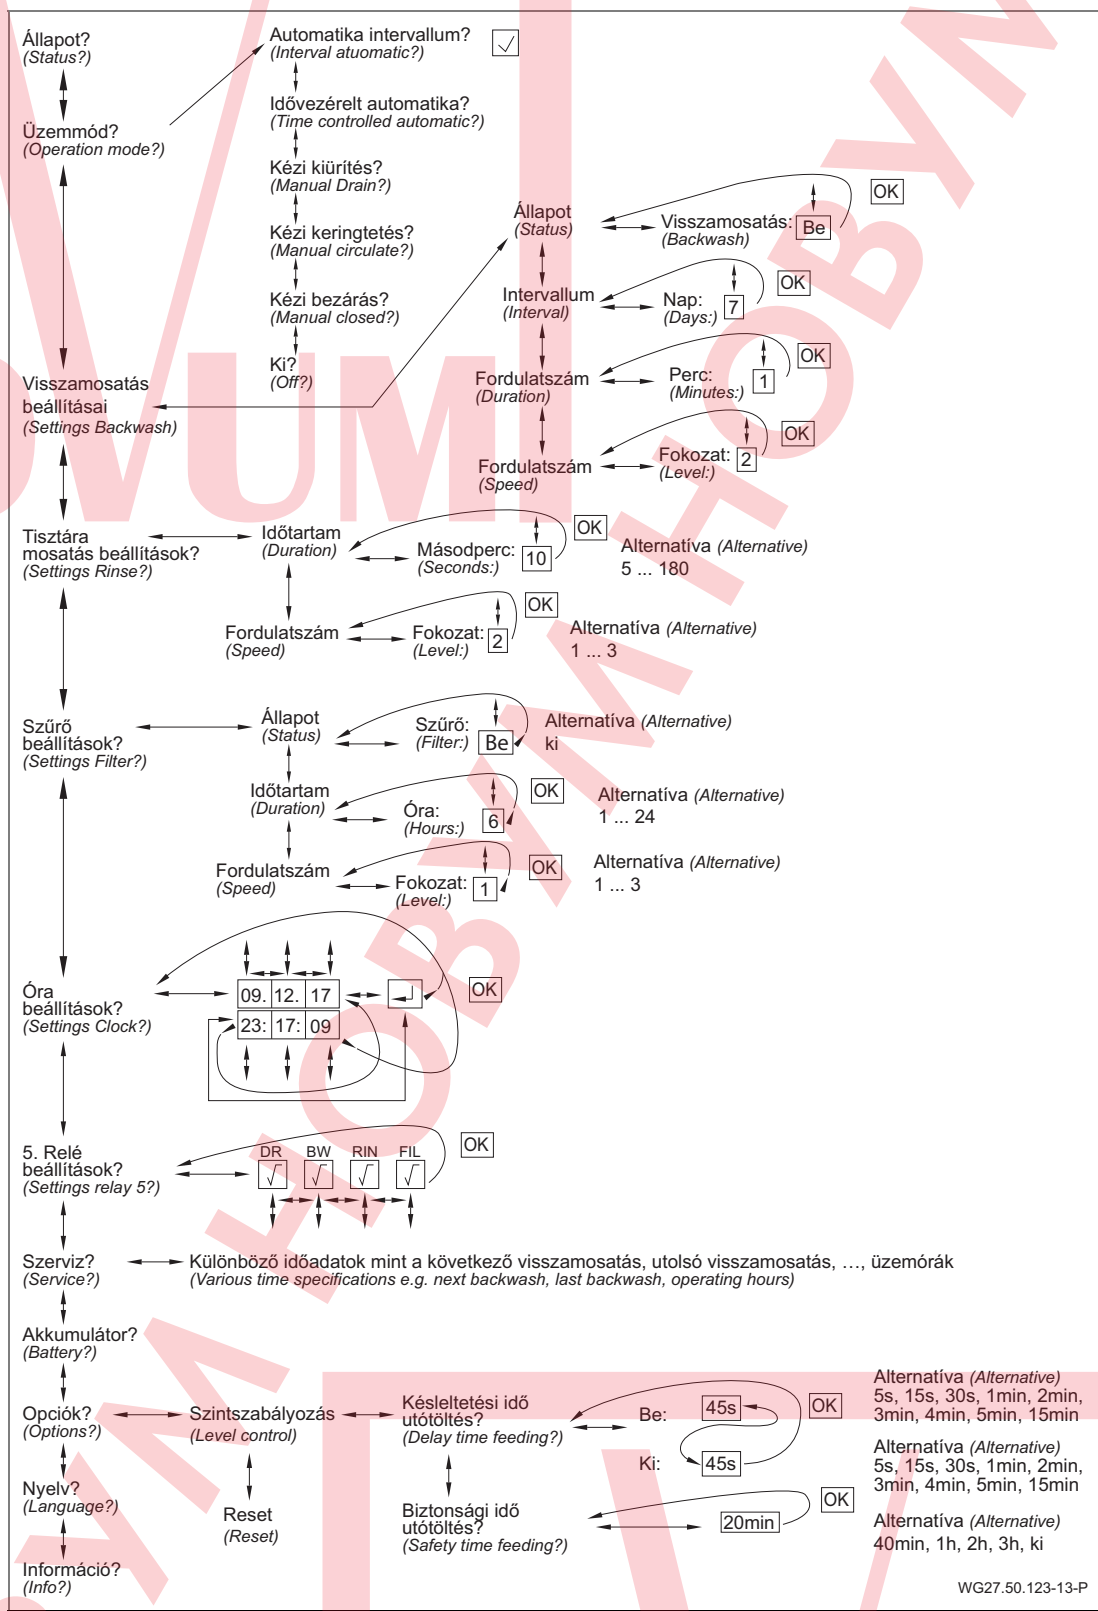 Állapot?
(Status?)
Üzemmód?
(Operation mode?)
Automatika intervallum?
(Interval atuomatic?)
Idővezérelt automatika?
(Time controlled automatic?)
Kézi kiürítés?
(Manual Drain?)
Kézi keringtetés?
(Manual circulate?)
Kézi bezárás?
(Manual closed?)
Ki?
(Off?)
Visszamosatás
beállításai
(Settings Backwash)
Állapot
(Status)
Visszamosatás: Be OK
(Backwash)
Intervallum
(Interval)
Nap: 7 OK
(Days:)
Fordulatszám
(Duration)
Perc: 1 OK
(Minutes:)
Fordulatszám
(Speed)
Fokozat: 2 OK
(Level:)
Tisztára
mosatás beállítások?
(Settings Rinse?)
Időtartam
(Duration)
Másodperc: 10 OK
(Seconds:)
Alternatíva (Alternative)
5 ... 180
Fordulatszám
(Speed)
Fokozat: 2 OK
(Level:)
Alternatíva (Alternative)
1 ... 3
Szűrő
beállítások?
(Settings Filter?)
Állapot
(Status)
Szűrő:
(Filter:) Be
Alternatíva (Alternative)
ki
Időtartam
(Duration)
Óra: 6 OK
(Hours:)
Alternatíva (Alternative)
1 ... 24
Fordulatszám
(Speed)
Fokozat: 1 OK
(Level:)
Alternatíva (Alternative)
1 ... 3
Óra
beállítások?
(Settings Clock?)
09. 12. 17 OK
23: 17: 09
5. Relé
beállítások?
(Settings relay 5?)
DR BW RIN FIL OK
Szerviz?
(Service?)
Különböző időadatok mint a következő visszamosatás, utolsó visszamosatás, …, üzemórák
(Various time specifications e.g. next backwash, last backwash, operating hours)
Akkumulátor?
(Battery?)
Opciók?
(Options?)
Szintszabályozás
(Level control)
Reset
(Reset)
Késleltetési idő
utótöltés?
(Delay time feeding?)
Be: 45s OK
Ki: 45s
Alternatíva (Alternative)
5s, 15s, 30s, 1min, 2min,
3min, 4min, 5min, 15min
Alternatíva (Alternative)
5s, 15s, 30s, 1min, 2min,
3min, 4min, 5min, 15min
Biztonsági idő
utótöltés?
(Safety time feeding?)
20min OK
Alternatíva (Alternative)
40min, 1h, 2h, 3h, ki
Nyelv?
(Language?)
Információ?
(Info?)
WG27.50.123-13-P